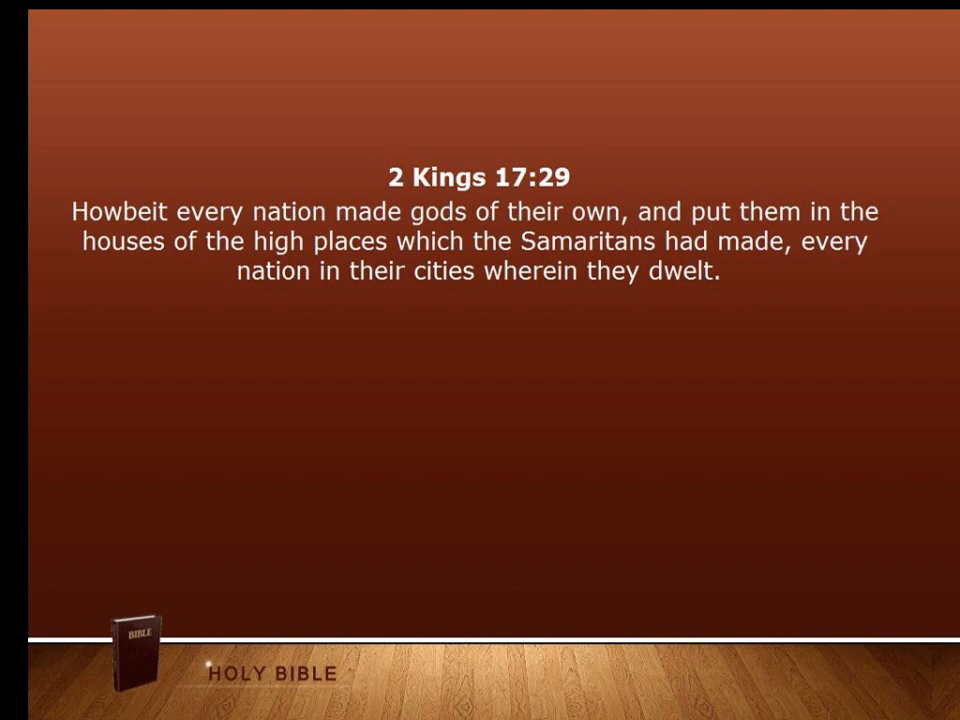 2 Kings 17:29
Howbeit every nation made gods of their own, and put them in the
houses of the high places which the Samaritans had made, every
nation in their cities wherein they dwelt.
BIBLE
HOLY BIBLE